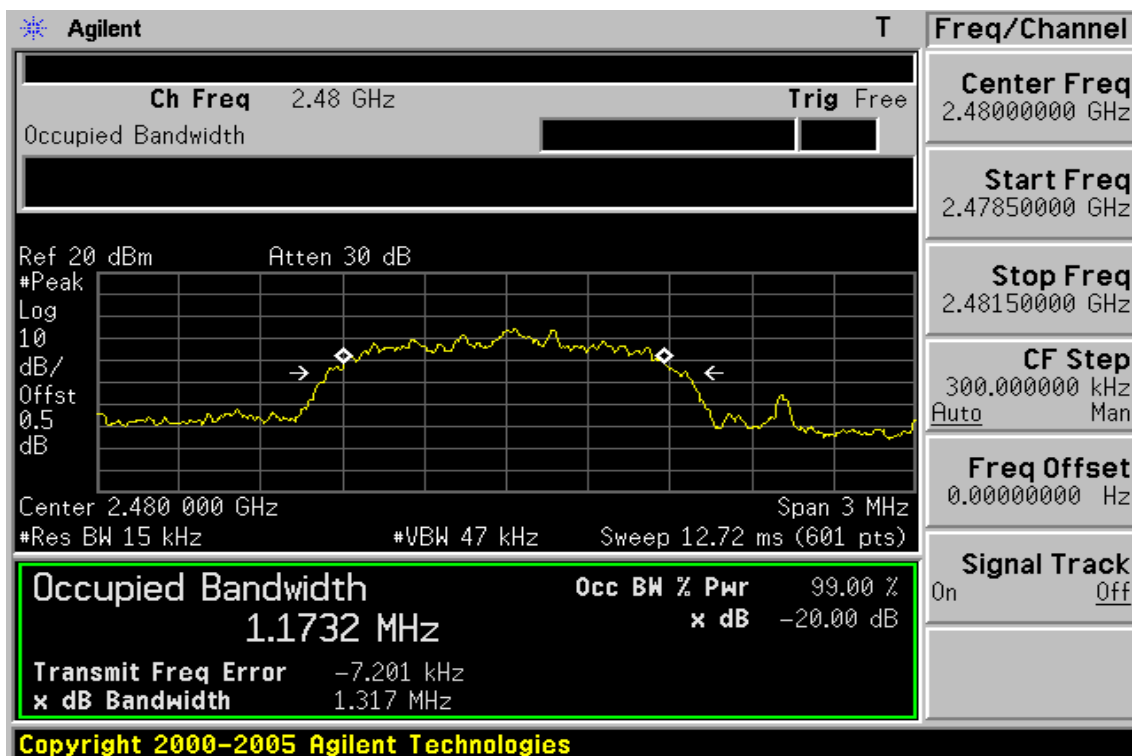 Agilent T
Ch Freq 2.48 GHz Trig Free
Occupied Bandwidth
Ref 20 dBm Atten 30 dB
#Peak
Log
10
dB/
Offst
0.5
dB
Center 2.480 000 GHz Span 3 MHz
#Res BW 15 kHz #VBW 47 kHz Sweep 12.72 ms (601 pts)
Occupied Bandwidth
1.1732 MHz
Occ BW % Pwr 99.00 %
x dB -20.00 dB
Transmit Freq Error -7.201 kHz
x dB Bandwidth 1.317 MHz
Copyright 2000-2005 Agilent Technologies
Freq/Channel
Center Freq
2.48000000 GHz
Start Freq
2.47850000 GHz
Stop Freq
2.48150000 GHz
CF Step
300.000000 kHz
Auto Man
Freq Offset
0.00000000 Hz
Signal Track
On Off